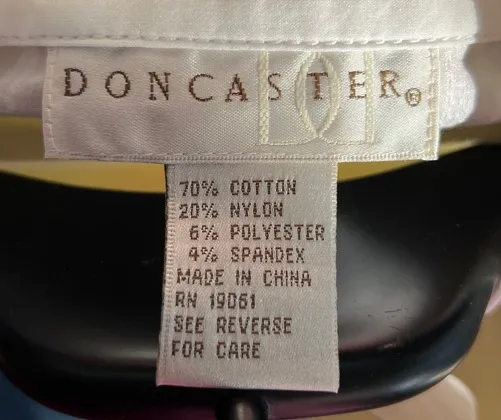 DONCASTER®
70% COTTON
20% NYLON
6% POLYESTER
4% SPANDEX
MADE IN CHINA
RN 19061
SEE REVERSE
FOR CARE